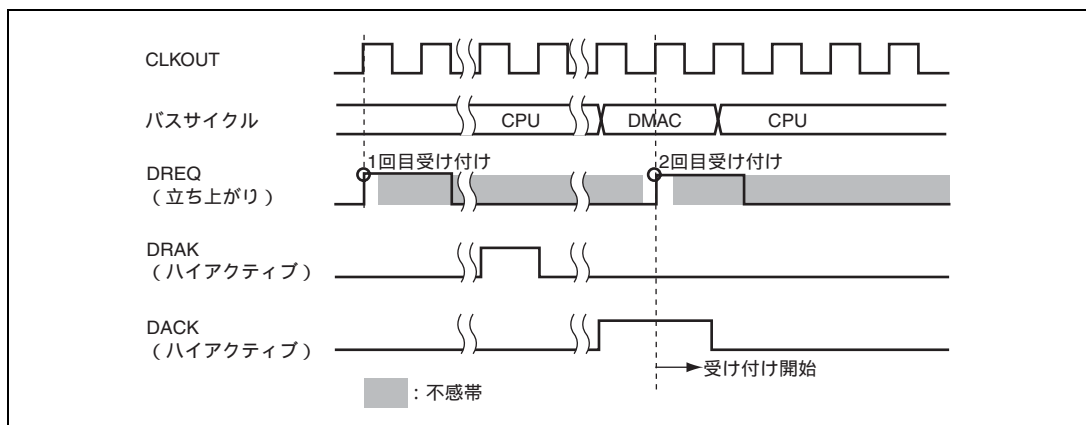 CLKOUT
バスサイクル
CPU
DMAC
CPU
1回目受け付け
2回目受け付け
DREQ
(立ち上がり)
DRAK
(ハイアクティブ)
DACK
(ハイアクティブ)
受け付け開始
:不感帯